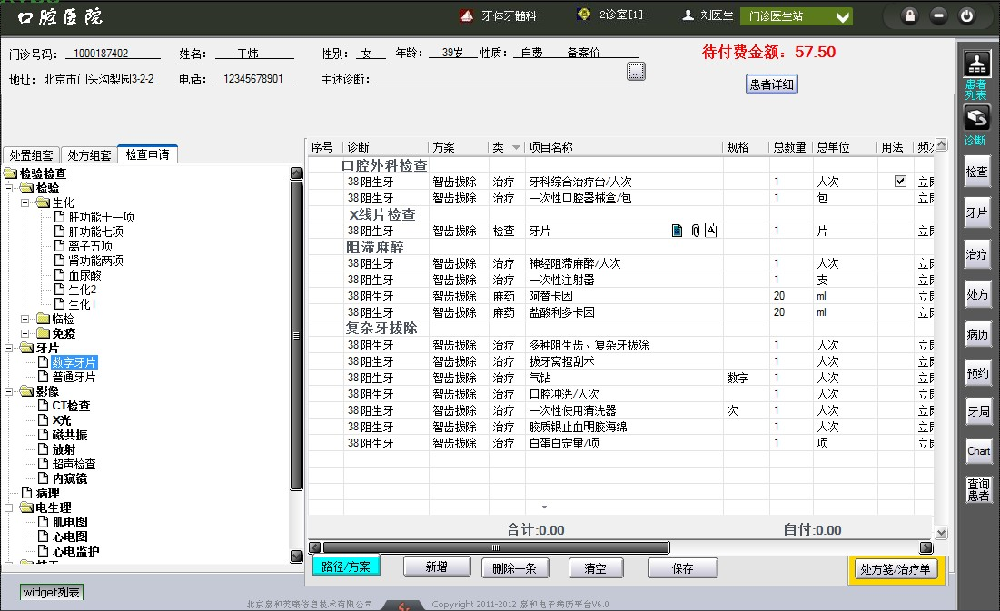 口腔医院 牙体牙髓科 2诊室[1] 刘医生 门诊医生站
门诊号码: 1000187402 姓名: 王炜一 性别: 女 年龄: 39岁 性质: 自费 备案价 待付费金额: 57.50
地址: 北京市门头沟梨园3-2-2 电话: 12345678901 主述诊断: ... 患者详细
患者列表
诊断
检查
牙片
治疗
处方
病历
预约
牙周
Chart
查询患者
处置组套 处方组套 检查申请
检验检查
检验
生化
肝功能十一项
肝功能七项
离子五项
肾功能两项
血尿酸
生化2
生化1
临检
免疫
牙片
数字牙片
普通牙片
影像
CT检查
X光
磁共振
放射
超声检查
内窥镜
病理
电生理
肌电图
心电图
心电监护
序号 诊断 方案 类 项目名称 规格 总数量 总单位 用法 频次
口腔外科检查
38阻生牙 智齿拔除 治疗 牙科综合治疗台/人次 1 人次 立即
38阻生牙 智齿拔除 治疗 一次性口腔器械盒/包 1 包 立即
X线片检查
38阻生牙 智齿拔除 检查 牙片 A 1 片 立即
阻滞麻醉
38阻生牙 智齿拔除 治疗 神经阻滞麻醉/人次 1 人次 立即
38阻生牙 智齿拔除 治疗 一次性注射器 1 支 立即
38阻生牙 智齿拔除 麻药 阿替卡因 20 ml 立即
38阻生牙 智齿拔除 麻药 盐酸利多卡因 20 ml 立即
复杂牙拔除
38阻生牙 智齿拔除 治疗 多种阻生齿、复杂牙拔除 1 人次 立即
38阻生牙 智齿拔除 治疗 拔牙窝搔刮术 1 人次 立即
38阻生牙 智齿拔除 治疗 气钻 数字 1 人次 立即
38阻生牙 智齿拔除 治疗 口腔冲洗/人次 1 人次 立即
38阻生牙 智齿拔除 治疗 一次性使用清洗器 次 1 人次 立即
38阻生牙 智齿拔除 治疗 胶质银止血明胶海绵 1 人次 立即
38阻生牙 智齿拔除 治疗 白蛋白定量/项 1 项 立即
合计:0.00 自付:0.00
路径/方案 新增 删除一条 清空 保存 处方笺/治疗单
widget列表
北京嘉和美康信息技术有限公司 Copyright 2011-2012 嘉和电子病历平台V6.0